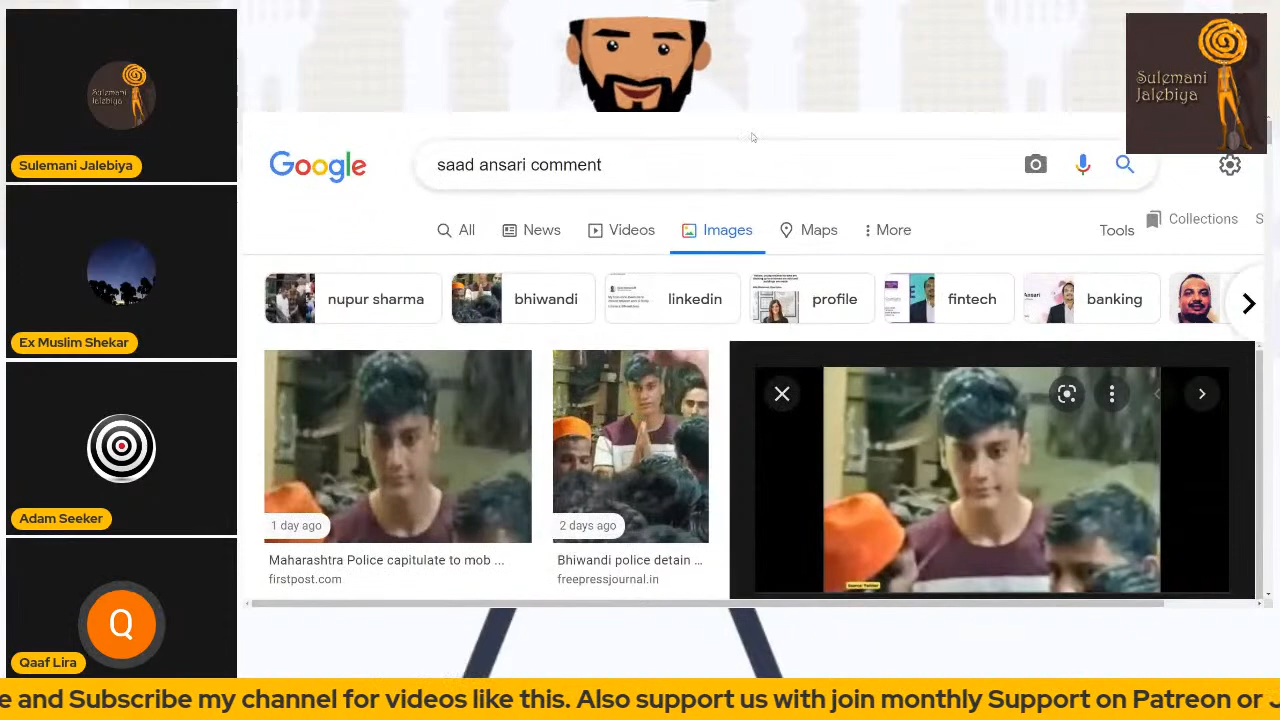 Sulemani
Jalebiya
Sulemani Jalebiya
Ex Muslim Shekar
Adam Seeker
Q
Qaaf Lira
Sulemani
Jalebiya
Google
saad ansari comment
All
News
Videos
Images
Maps
More
Tools
Collections
S
nupur sharma
bhiwandi
linkedin
profile
fintech
banking
1 day ago
2 days ago
Maharashtra Police capitulate to mob ...
firstpost.com
Bhiwandi police detain ...
freepressjournal.in
e and Subscribe my channel for videos like this. Also support us with join monthly Support on Patreon or J